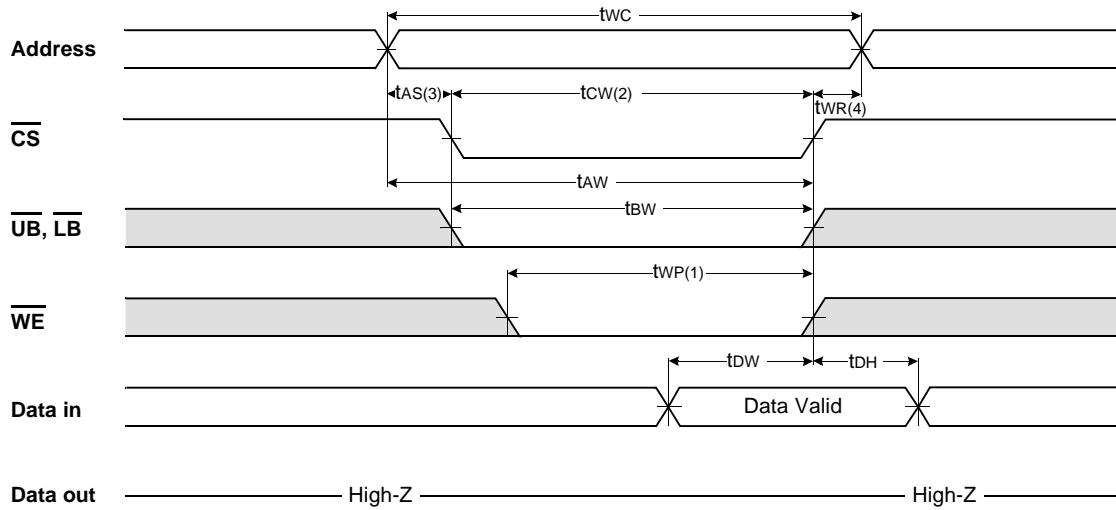 tWC
Address
tAS(3)
tCW(2)
tWR(4)
CS
tAW
UB, LB
tBW
tWP(1)
WE
tDW
tDH
Data in
Data Valid
Data out
High-Z
High-Z